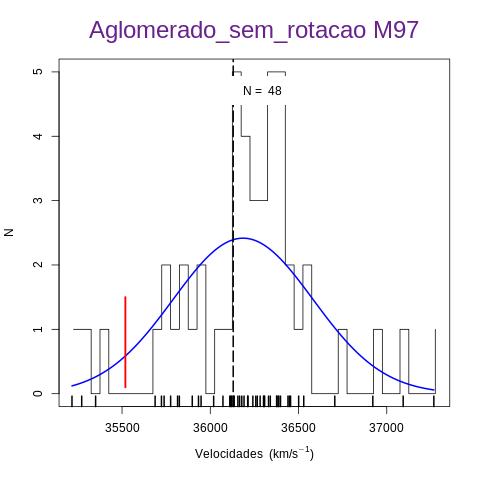 Aglomerado_sem_rotacao M97
N = 48
N
5
4
3
2
1
0
35500 36000 36500 37000
Velocidades (km/s⁻¹)